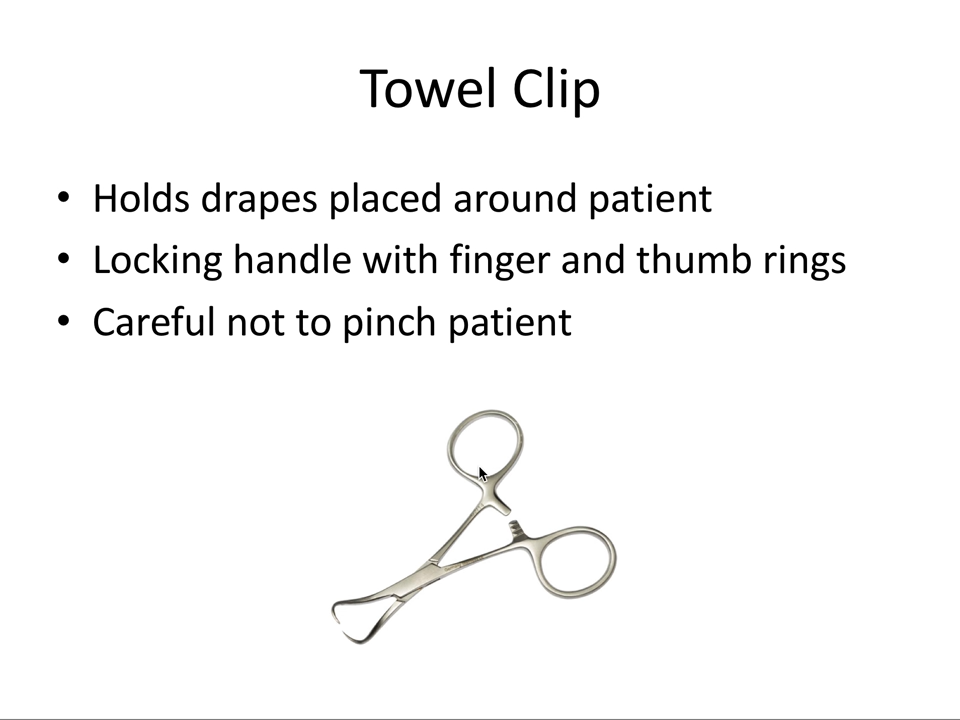 Towel Clip
• Holds drapes placed around patient
• Locking handle with finger and thumb rings
• Careful not to pinch patient